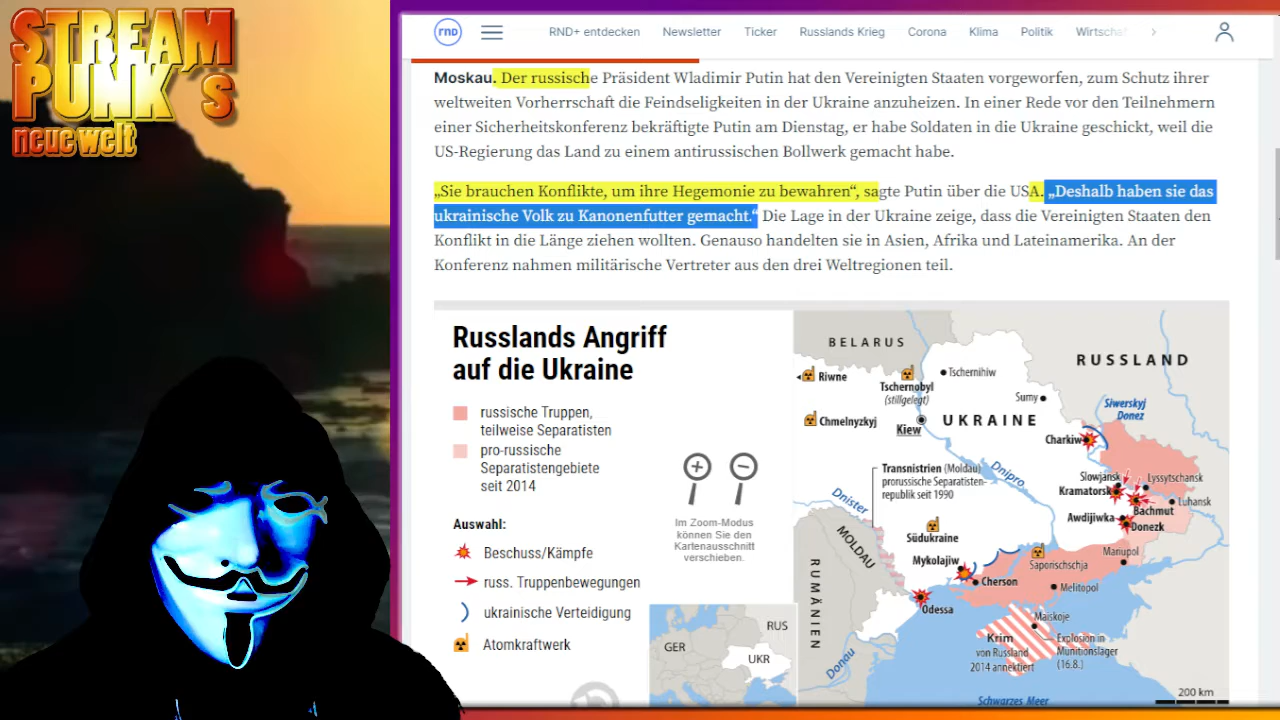 STREAM
PUNK´s
neue welt
rnd
RND+ entdecken
Newsletter
Ticker
Russlands Krieg
Corona
Klima
Politik
Wirtschaf
Moskau. Der russische Präsident Wladimir Putin hat den Vereinigten Staaten vorgeworfen, zum Schutz ihrer
weltweiten Vorherrschaft die Feindseligkeiten in der Ukraine anzuheizen. In einer Rede vor den Teilnehmern
einer Sicherheitskonferenz bekräftigte Putin am Dienstag, er habe Soldaten in die Ukraine geschickt, weil die
US-Regierung das Land zu einem antirussischen Bollwerk gemacht habe.
„Sie brauchen Konflikte, um ihre Hegemonie zu bewahren“, sagte Putin über die USA. „Deshalb haben sie das
ukrainische Volk zu Kanonenfutter gemacht.“ Die Lage in der Ukraine zeige, dass die Vereinigten Staaten den
Konflikt in die Länge ziehen wollten. Genauso handelten sie in Asien, Afrika und Lateinamerika. An der
Konferenz nahmen militärische Vertreter aus den drei Weltregionen teil.
Russlands Angriff
auf die Ukraine
russische Truppen,
teilweise Separatisten
pro-russische
Separatistengebiete
seit 2014
Im Zoom-Modus
können Sie den
Kartenausschnitt
verschieben.
Auswahl:
Beschuss/Kämpfe
russ. Truppenbewegungen
ukrainische Verteidigung
Atomkraftwerk
GER
RUS
UKR
BELARUS
RUSSLAND
Riwne
Tschernobyl
(stillgelegt)
Tschernihiw
Sumy
Siwerskyj
Donez
Chmelnyzkyj
Kiew
UKRAINE
Charkiw
Transnistrien (Moldau)
prorussische Separatisten-
republik seit 1990
Dnipro
Slowjansk
Lyssytschansk
Kramatorsk
Luhansk
Bachmut
Awdijiwka
Donezk
Dnister
MOLDAU
Südukraine
Mykolajiw
Saporischschja
Mariupol
Cherson
Melitopol
Odessa
RUMÄNIEN
Donau
Maiskoje
Krim
von Russland
2014 annektiert
Explosion in
Munitionslager
(16.8.)
Schwarzes Meer
200 km